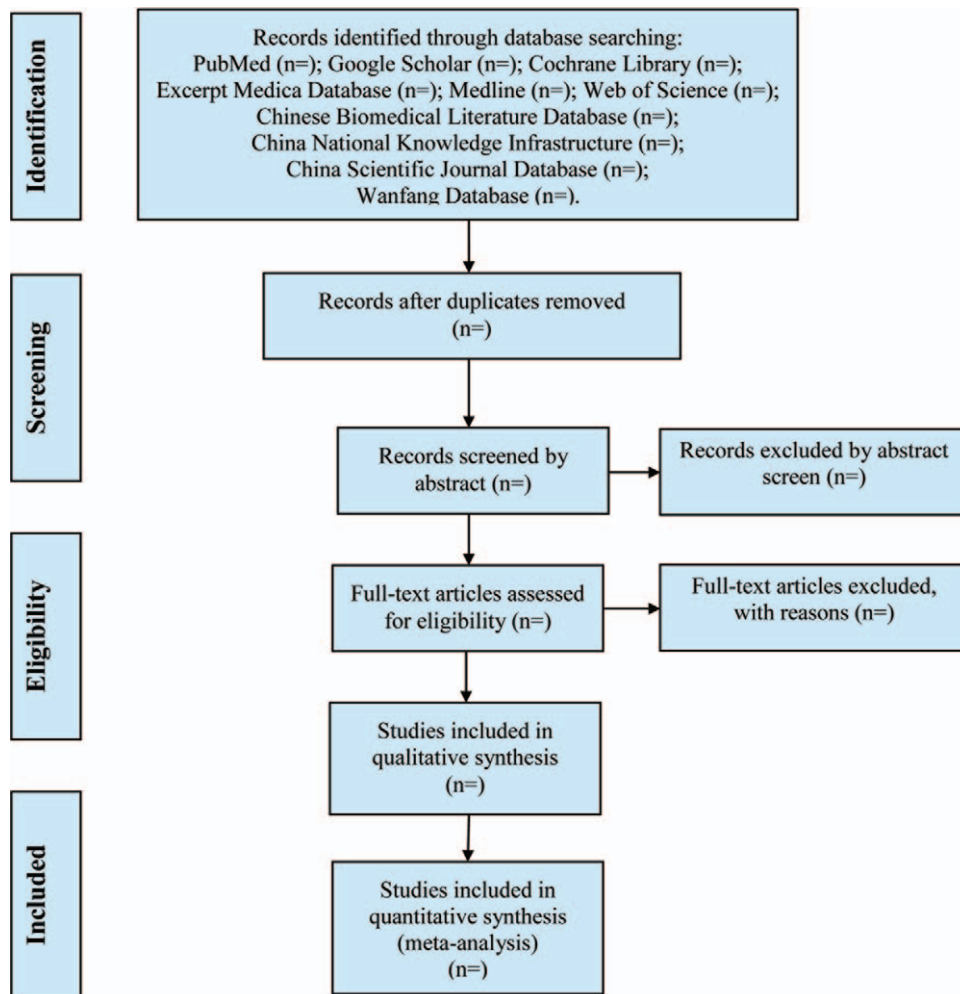 Identification
Records identified through database searching:
PubMed (n=); Google Scholar (n=); Cochrane Library (n=);
Excerpt Medica Database (n=); Medline (n=); Web of Science (n=);
Chinese Biomedical Literature Database (n=);
China National Knowledge Infrastructure (n=);
China Scientific Journal Database (n=);
Wanfang Database (n=).
Screening
Records after duplicates removed
(n=)
Records screened by
abstract (n=)
Records excluded by abstract
screen (n=)
Eligibility
Full-text articles assessed
for eligibility (n=)
Full-text articles excluded,
with reasons (n=)
Studies included in
qualitative synthesis
(n=)
Included
Studies included in
quantitative synthesis
(meta-analysis)
(n=)